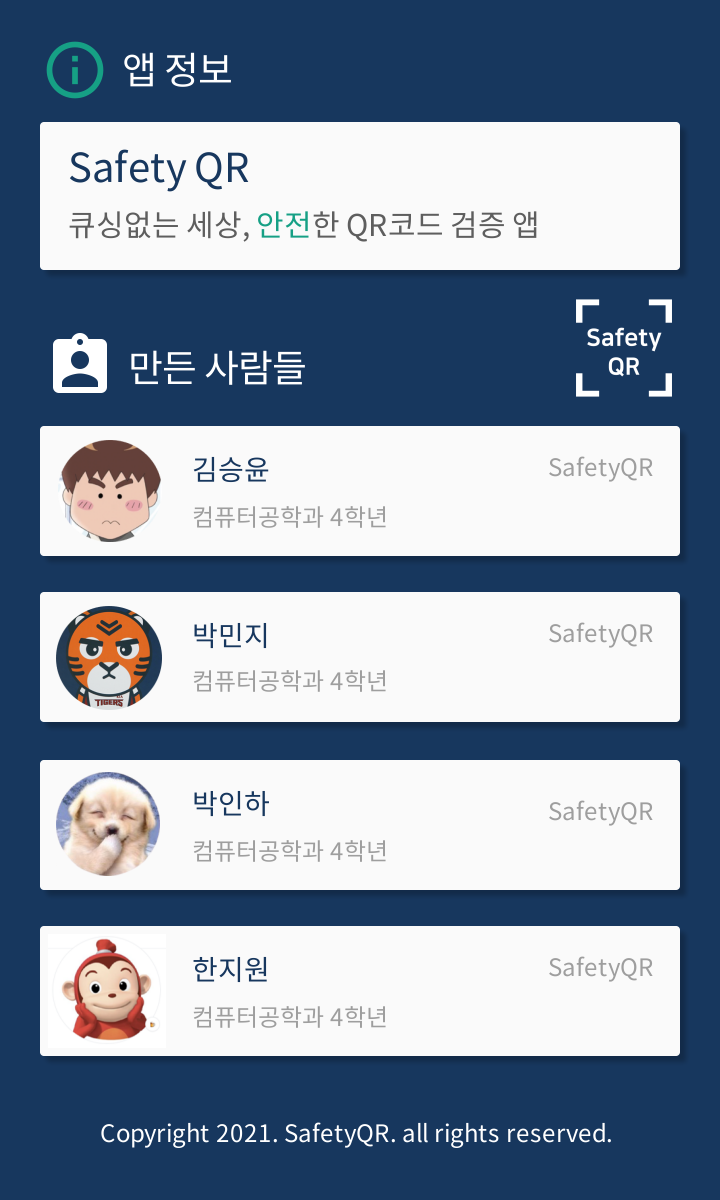 앱 정보
Safety QR
큐싱없는 세상, 안전한 QR코드 검증 앱
만든 사람들
Safety
QR
김승윤
SafetyQR
컴퓨터공학과 4학년
박민지
SafetyQR
컴퓨터공학과 4학년
TIGERS
박인하
SafetyQR
컴퓨터공학과 4학년
한지원
SafetyQR
컴퓨터공학과 4학년
Copyright 2021. SafetyQR. all rights reserved.